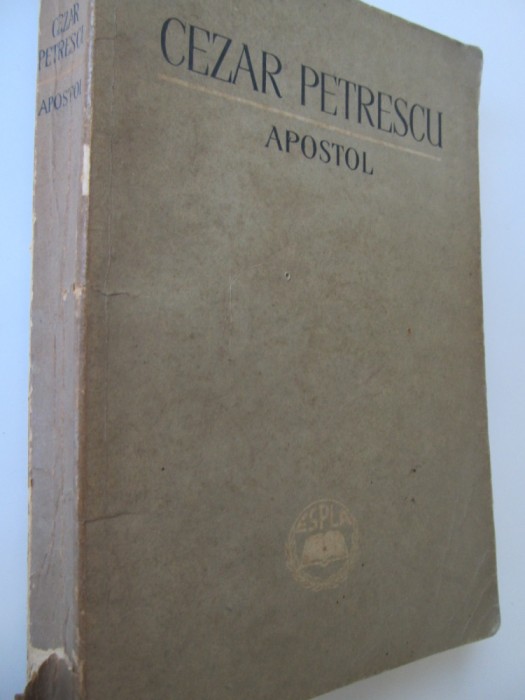 CEZAR
PETRESCU
APOSTOL
CEZAR PETRESCU
APOSTOL
ESPLA